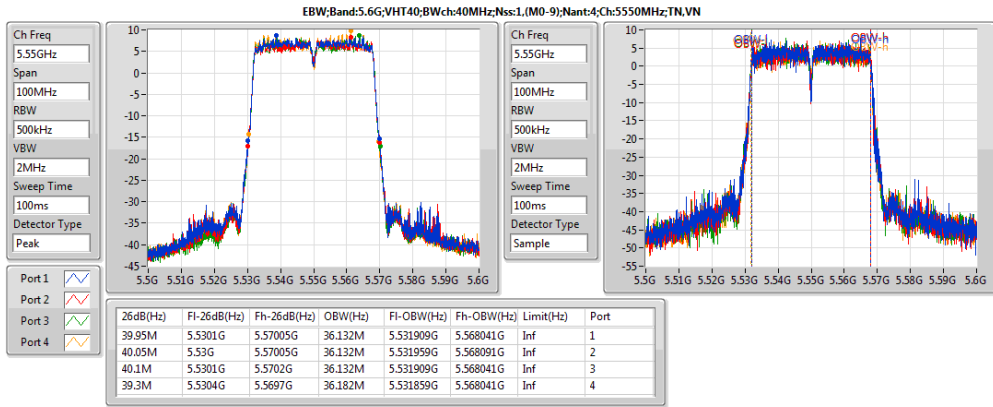 EBW;Band:5.6G;VHT40;BWch:40MHz;Nss:1,(M0-9);Nant:4;Ch:5550MHz;TN,VN
Ch Freq
5.55GHz
Span
100MHz
RBW
500kHz
VBW
2MHz
Sweep Time
100ms
Detector Type
Peak
Port 1
Port 2
Port 3
Port 4
10
5
0
-5
-10
-15
-20
-25
-30
-35
-40
-45
5.5G 5.51G 5.52G 5.53G 5.54G 5.55G 5.56G 5.57G 5.58G 5.59G 5.6G
Ch Freq
5.55GHz
Span
100MHz
RBW
500kHz
VBW
2MHz
Sweep Time
100ms
Detector Type
Sample
OBW-l OBW-h
10
5
0
-5
-10
-15
-20
-25
-30
-35
-40
-45
-50
-55
5.5G 5.51G 5.52G 5.53G 5.54G 5.55G 5.56G 5.57G 5.58G 5.59G 5.6G
26dB(Hz) Fl-26dB(Hz) Fh-26dB(Hz) OBW(Hz) Fl-OBW(Hz) Fh-OBW(Hz) Limit(Hz) Port
39.95M 5.5301G 5.57005G 36.132M 5.531909G 5.568041G Inf 1
40.05M 5.53G 5.57005G 36.132M 5.531959G 5.568091G Inf 2
40.1M 5.5301G 5.5702G 36.132M 5.531909G 5.568041G Inf 3
39.3M 5.5304G 5.5697G 36.182M 5.531859G 5.568041G Inf 4